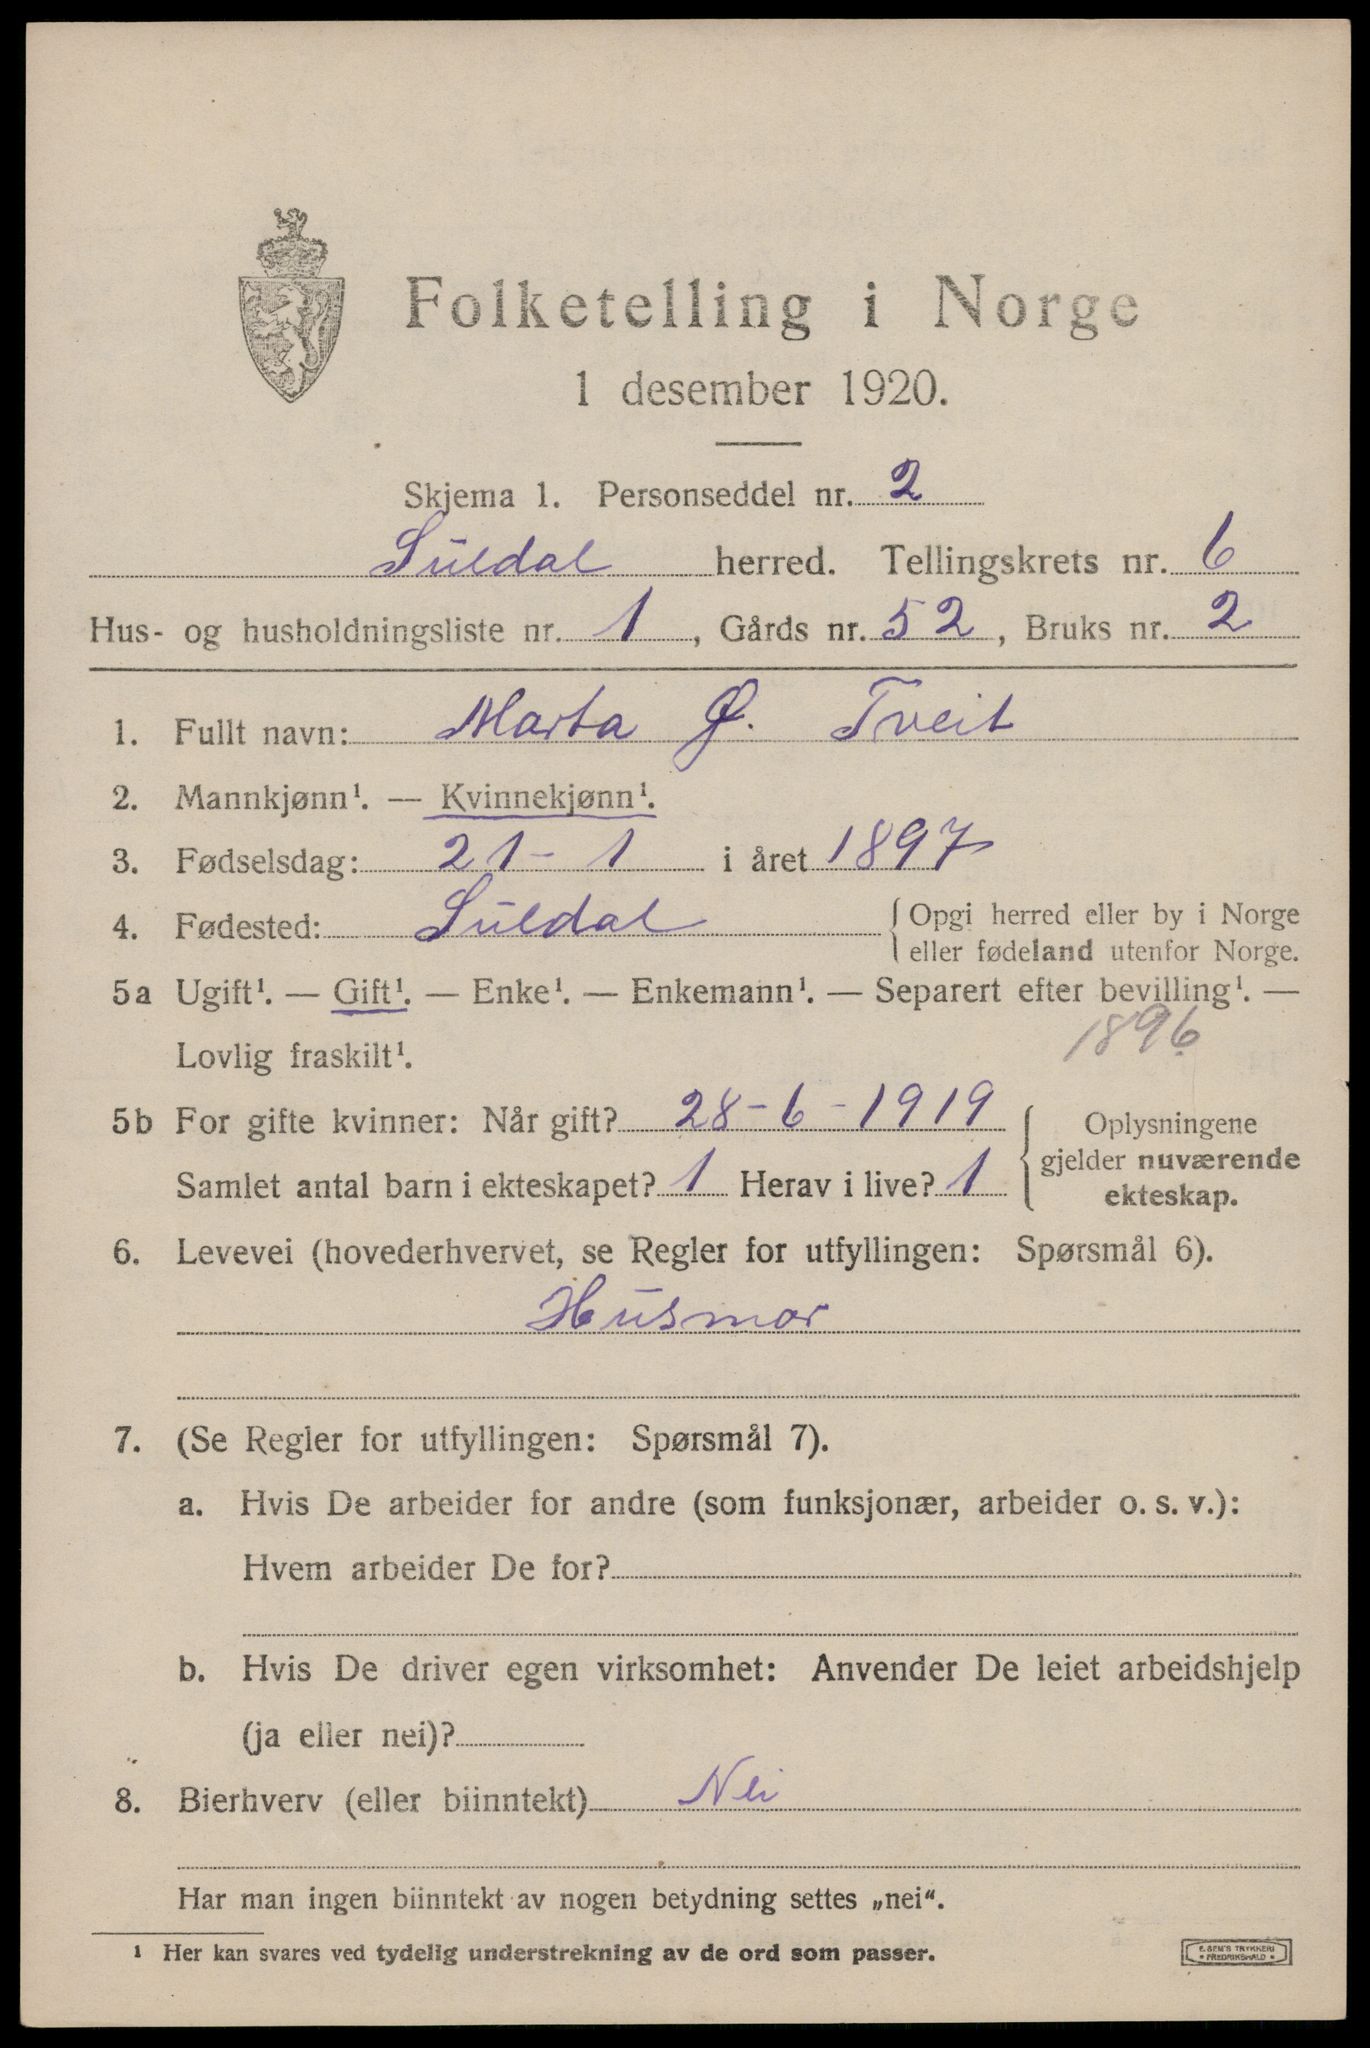 Folketelling i Norge
1 desember 1920.
Skjema 1. Personseddel nr. 2
Suldal herred. Tellingskrets nr. 6
Hus- og husholdningsliste nr. 1, Gårds nr. 52, Bruks nr. 2
1. Fullt navn: Marta Ø. Tveit
2. Mannkjønn¹. — Kvinnekjønn¹.
3. Fødselsdag: 21 - 1 i året 1897
4. Fødested: Suldal { Opgi herred eller by i Norge
eller fødeland utenfor Norge.
5a Ugift¹. — Gift¹. — Enke¹. — Enkemann¹. — Separert efter bevilling¹. —
Lovlig fraskilt¹. 1896
5b For gifte kvinner: Når gift? 28-6-1919
Samlet antal barn i ekteskapet? 1 Herav i live? 1
{ Oplysningene
gjelder nuværende
ekteskap.
6. Levevei (hovederhvervet, se Regler for utfyllingen: Spørsmål 6).
Husmor
7. (Se Regler for utfyllingen: Spørsmål 7).
a. Hvis De arbeider for andre (som funksjonær, arbeider o. s. v.):
Hvem arbeider De for?
b. Hvis De driver egen virksomhet: Anvender De leiet arbeidshjelp
(ja eller nei)?
8. Bierhverv (eller biinntekt) Nei
Har man ingen biinntekt av nogen betydning settes „nei“.
¹ Her kan svares ved tydelig understrekning av de ord som passer.
E. SEM'S TRYKKERI
FREDRIKSHALD